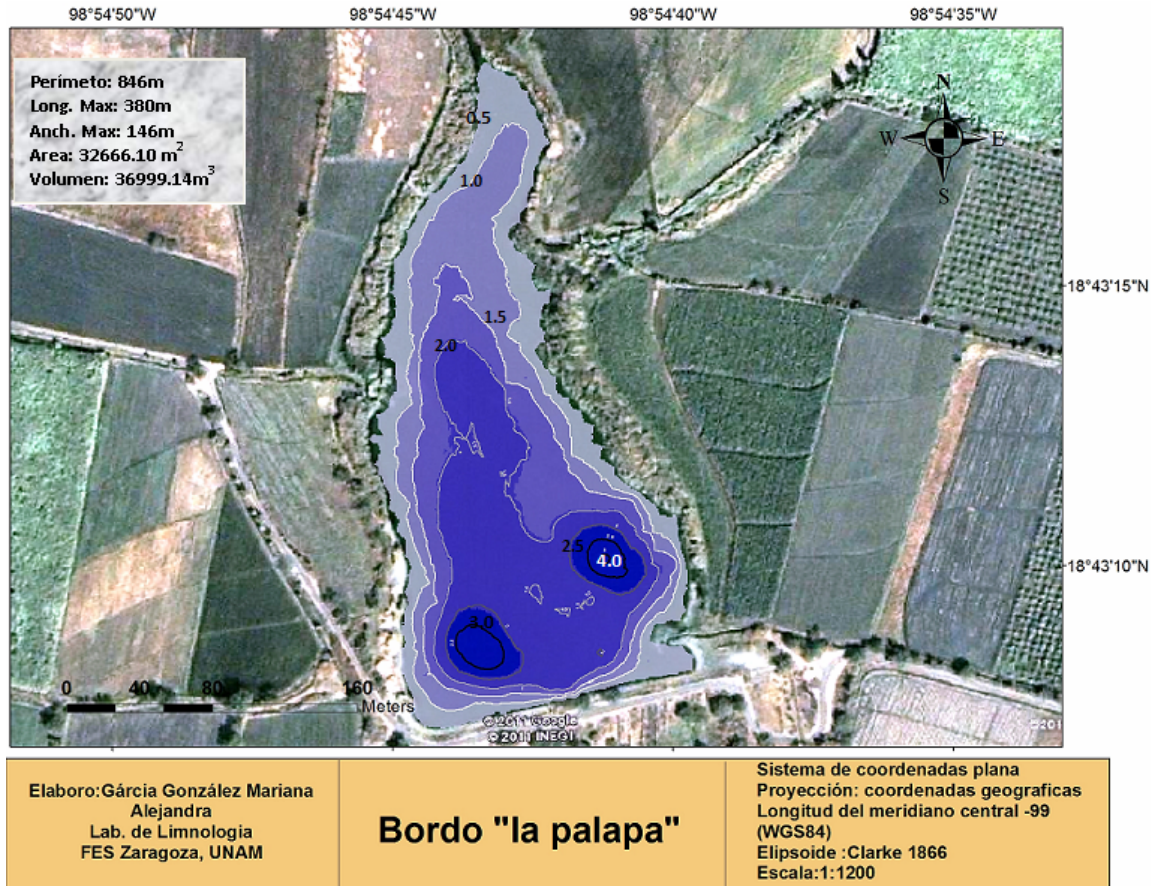 98°54'50"W 98°54'45"W 98°54'40"W 98°54'35"W
Perímeto: 846m
Long. Max: 380m
Anch. Max: 146m
Area: 32666.10 m2
Volumen: 36999.14m3
N
W E
S
0.5
1.0
18°43'15"N
1.5
2.0
2.5
4.0
18°43'10"N
3.0
0 40 80 160
Meters
© 2011 Google
© 2011 INEGI
©201
Elaboro:Gárcia González Mariana
Alejandra
Lab. de Limnologia
FES Zaragoza, UNAM
Bordo "la palapa"
Sistema de coordenadas plana
Proyección: coordenadas geograficas
Longitud del meridiano central -99
(WGS84)
Elipsoide :Clarke 1866
Escala:1:1200